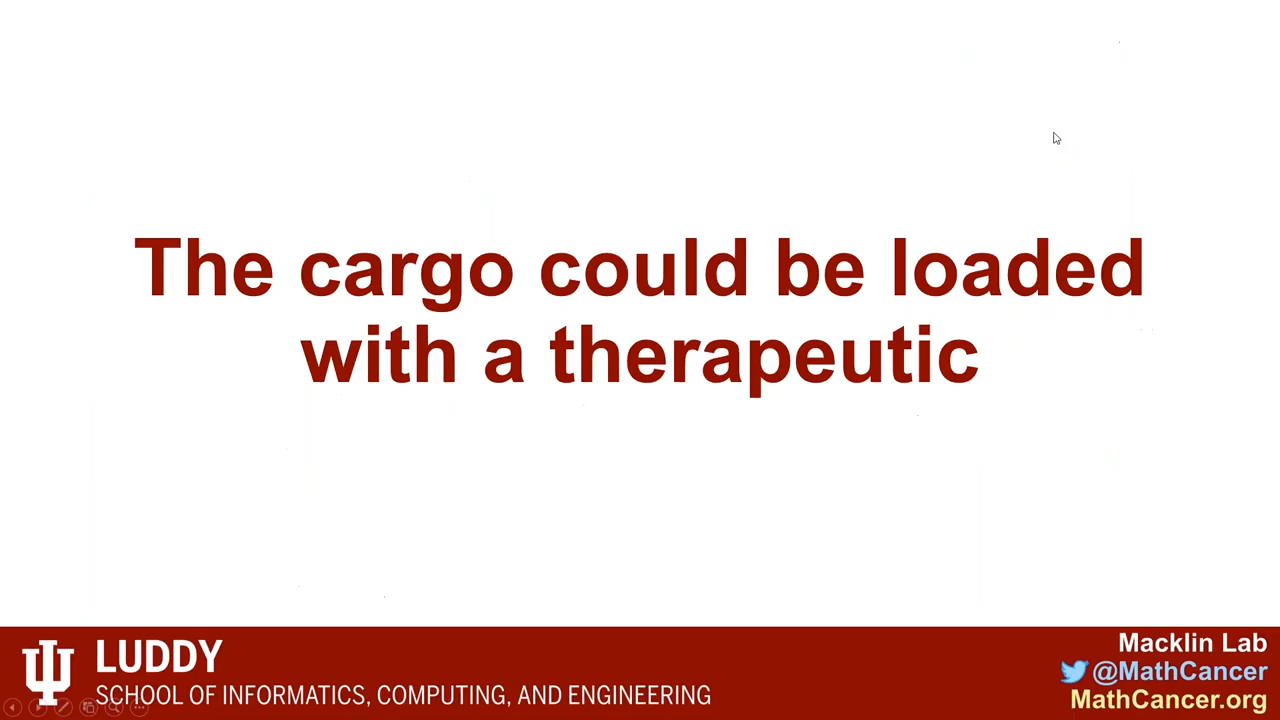 The cargo could be loaded
with a therapeutic
LUDDY
SCHOOL OF INFORMATICS, COMPUTING, AND ENGINEERING
Macklin Lab
@MathCancer
MathCancer.org